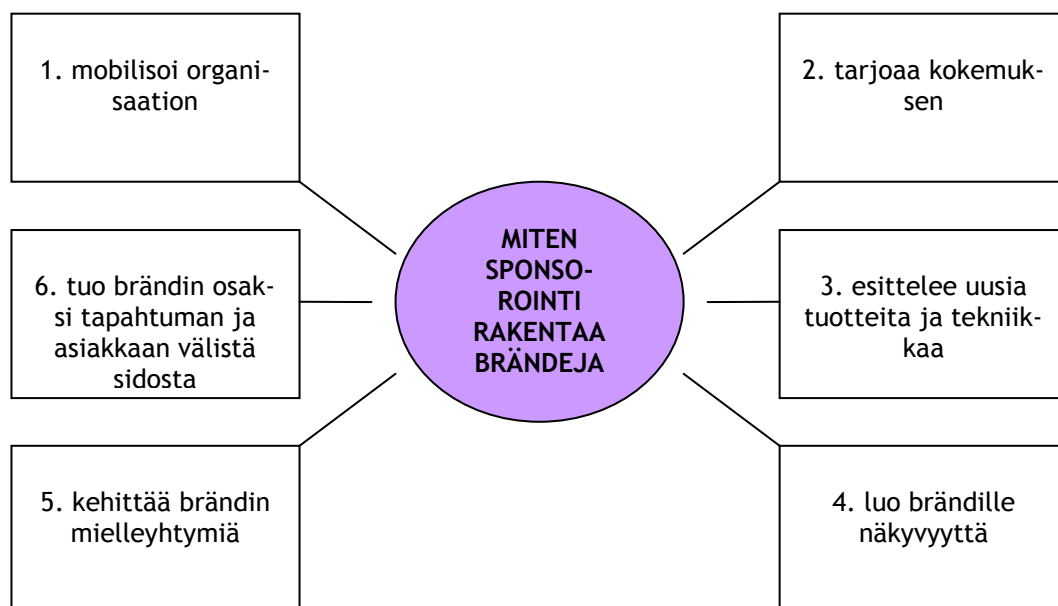 1. mobilisoi organi-
saation
2. tarjoaa kokemuk-
sen
MITEN
SPONSO-
ROINTI
RAKENTAA
BRÄNDEJA
6. tuo brändin osak-
si tapahtuman ja
asiakkaan välistä
sidosta
3. esittelee uusia
tuotteita ja tekniik-
kaa
5. kehittää brändin
mielleyhtymiä
4. luo brändille
näkyvyyttä